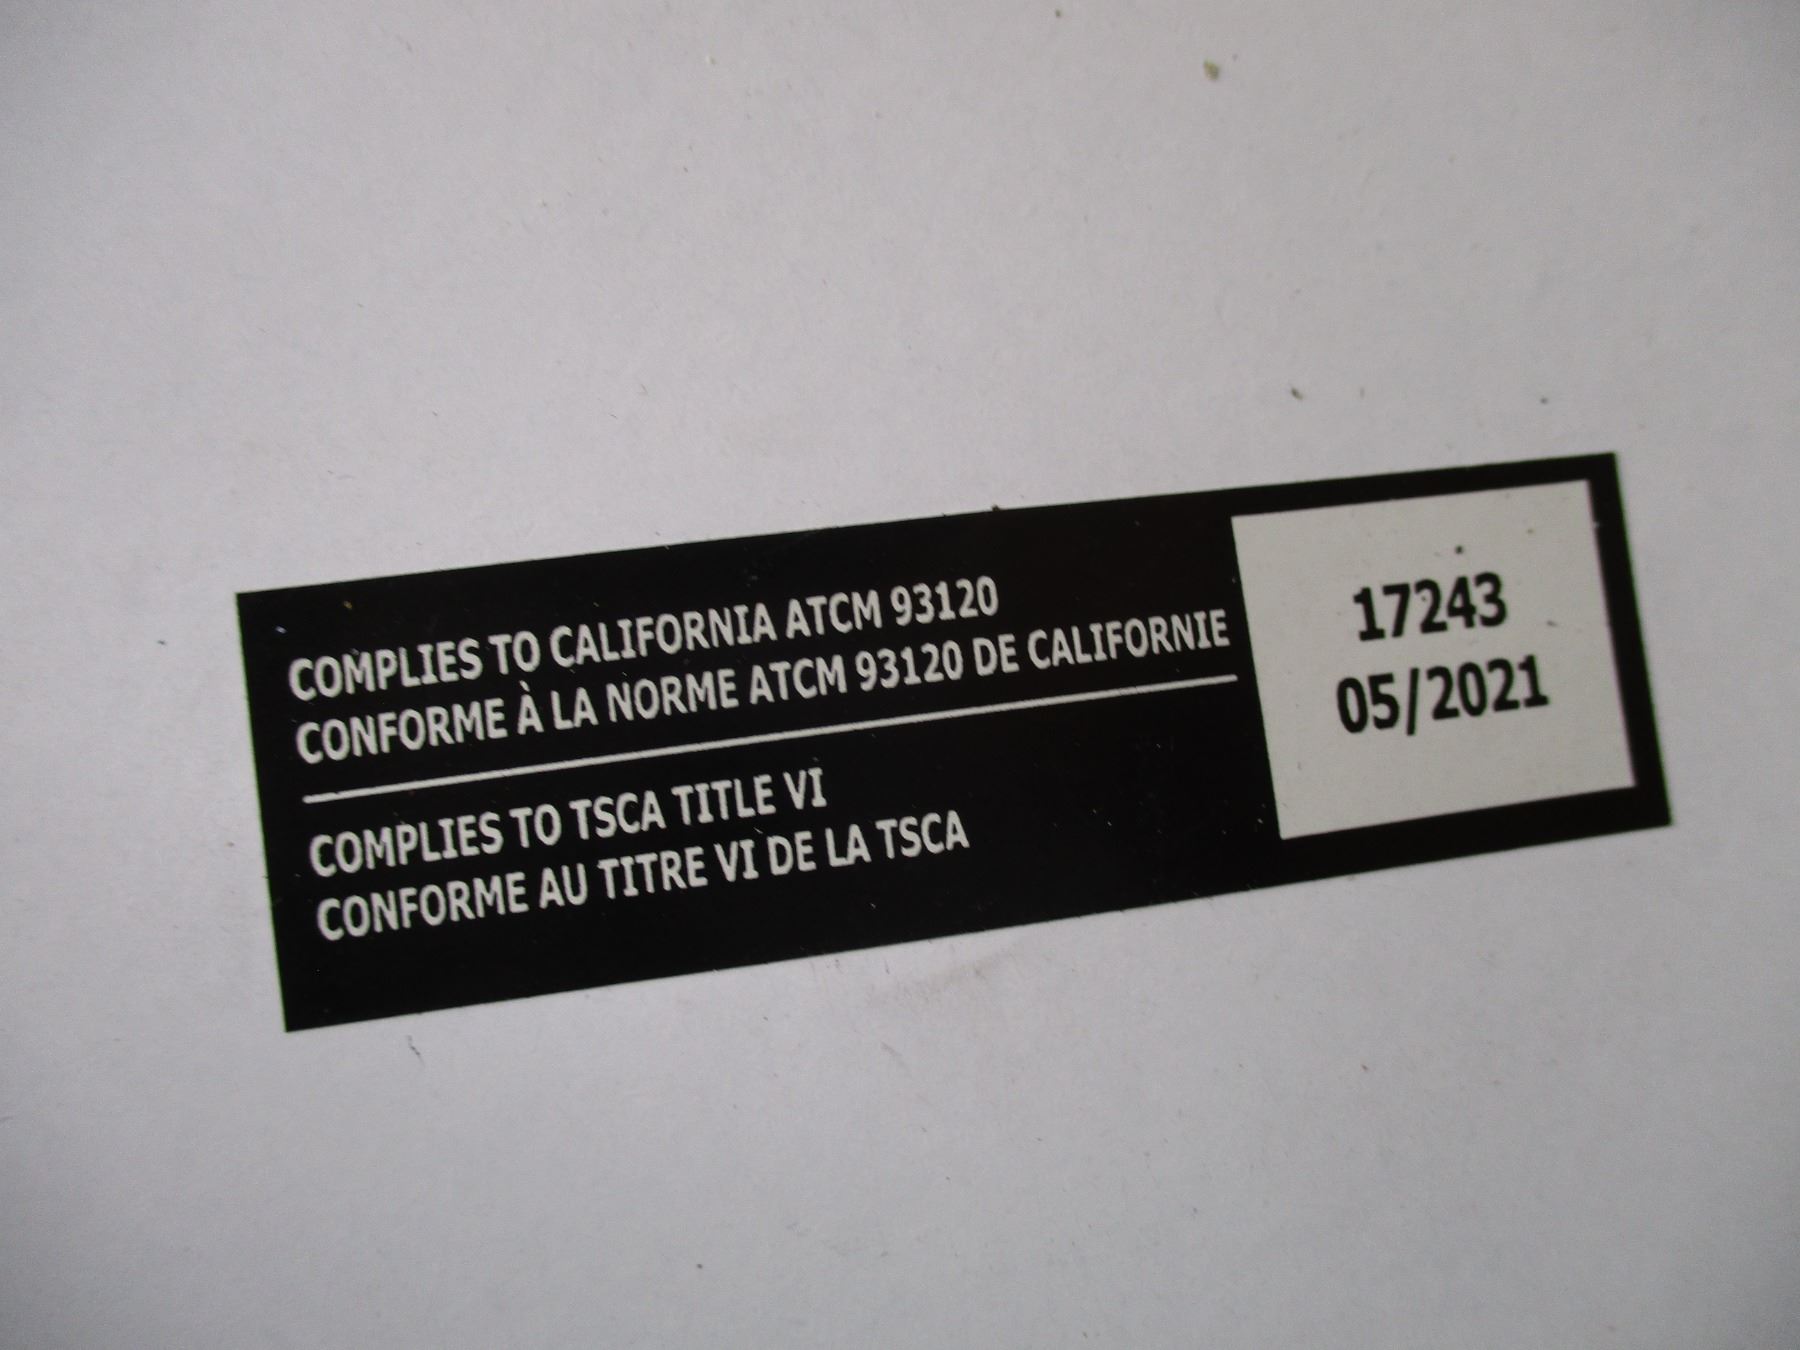 COMPLIES TO CALIFORNIA ATCM 93120
CONFORME À LA NORME ATCM 93120 DE CALIFORNIE
COMPLIES TO TSCA TITLE VI
CONFORME AU TITRE VI DE LA TSCA
17243
05/2021